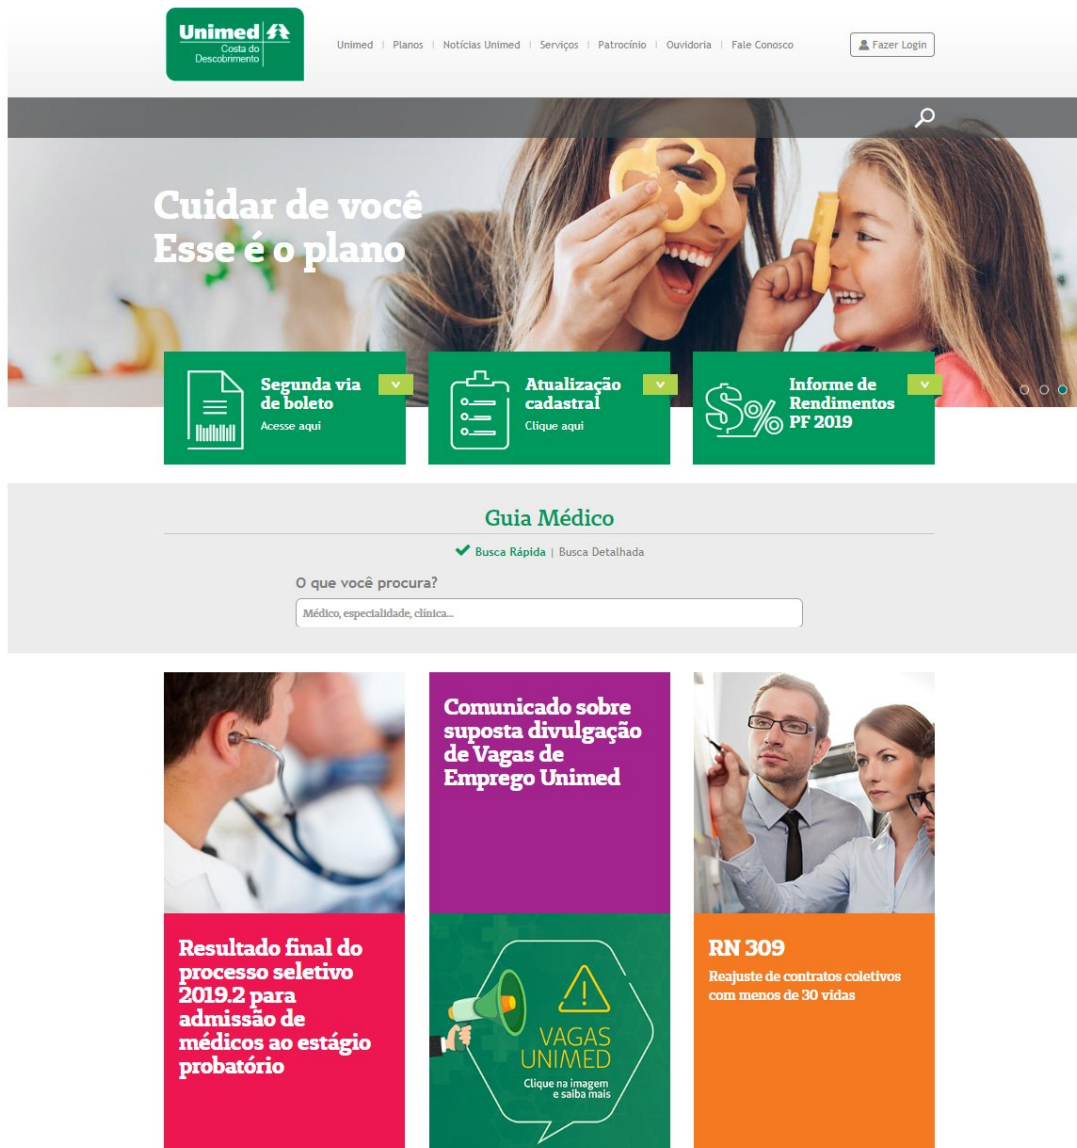 Unimed
Costa do
Descobrimento
Unimed | Planos | Notícias Unimed | Serviços | Patrocínio | Ouvidoria | Fale Conosco
Fazer Login
Cuidar de você
Esse é o plano
Segunda via
de boleto
Acesse aqui
Atualização
cadastral
Clique aqui
Informe de
Rendimentos
PF 2019
Guia Médico
Busca Rápida | Busca Detalhada
O que você procura?
Médico, especialidade, clínica...
Comunicado sobre
suposta divulgação
de Vagas de
Emprego Unimed
Resultado final do
processo seletivo
2019.2 para
admissão de
médicos ao estágio
probatório
VAGAS
UNIMED
Clique na imagem
e saiba mais
RN 309
Reajuste de contratos coletivos
com menos de 30 vidas